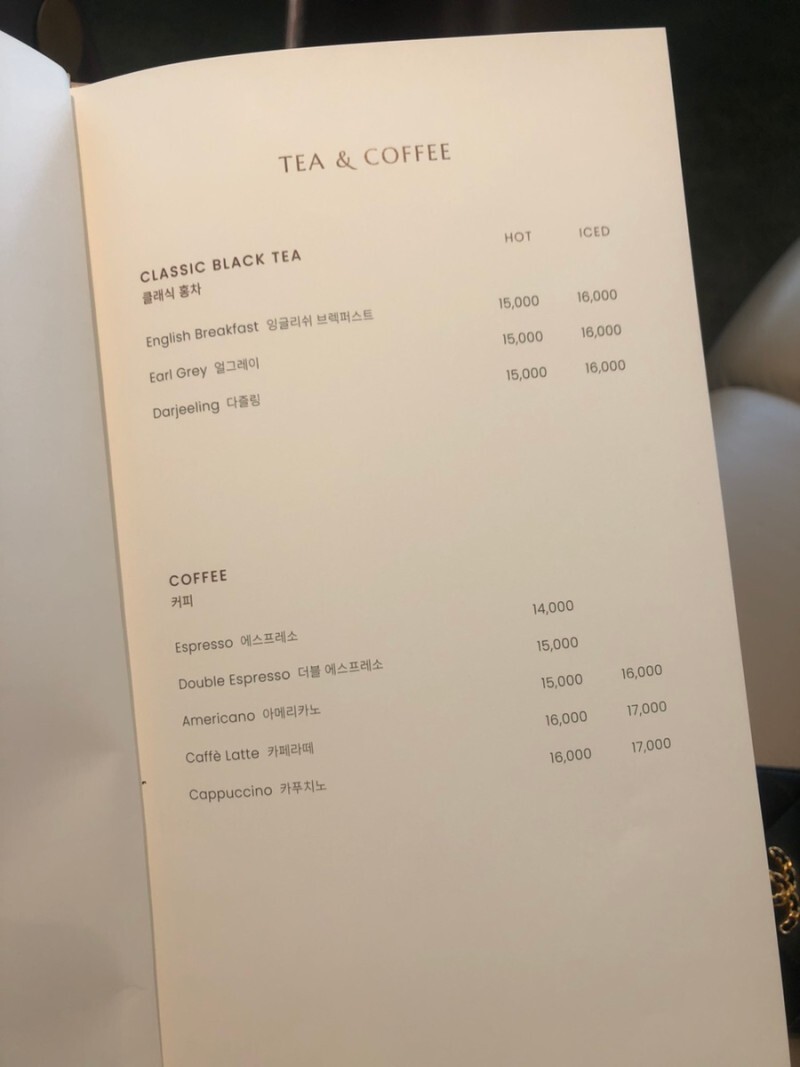 TEA & COFFEE
HOT ICED
CLASSIC BLACK TEA
클래식 홍차
English Breakfast 잉글리쉬 브렉퍼스트 15,000 16,000
Earl Grey 얼그레이 15,000 16,000
Darjeeling 다즐링 15,000 16,000
COFFEE
커피
Espresso 에스프레소 14,000
Double Espresso 더블 에스프레소 15,000
Americano 아메리카노 15,000 16,000
Caffè Latte 카페라떼 16,000 17,000
Cappuccino 카푸치노 16,000 17,000